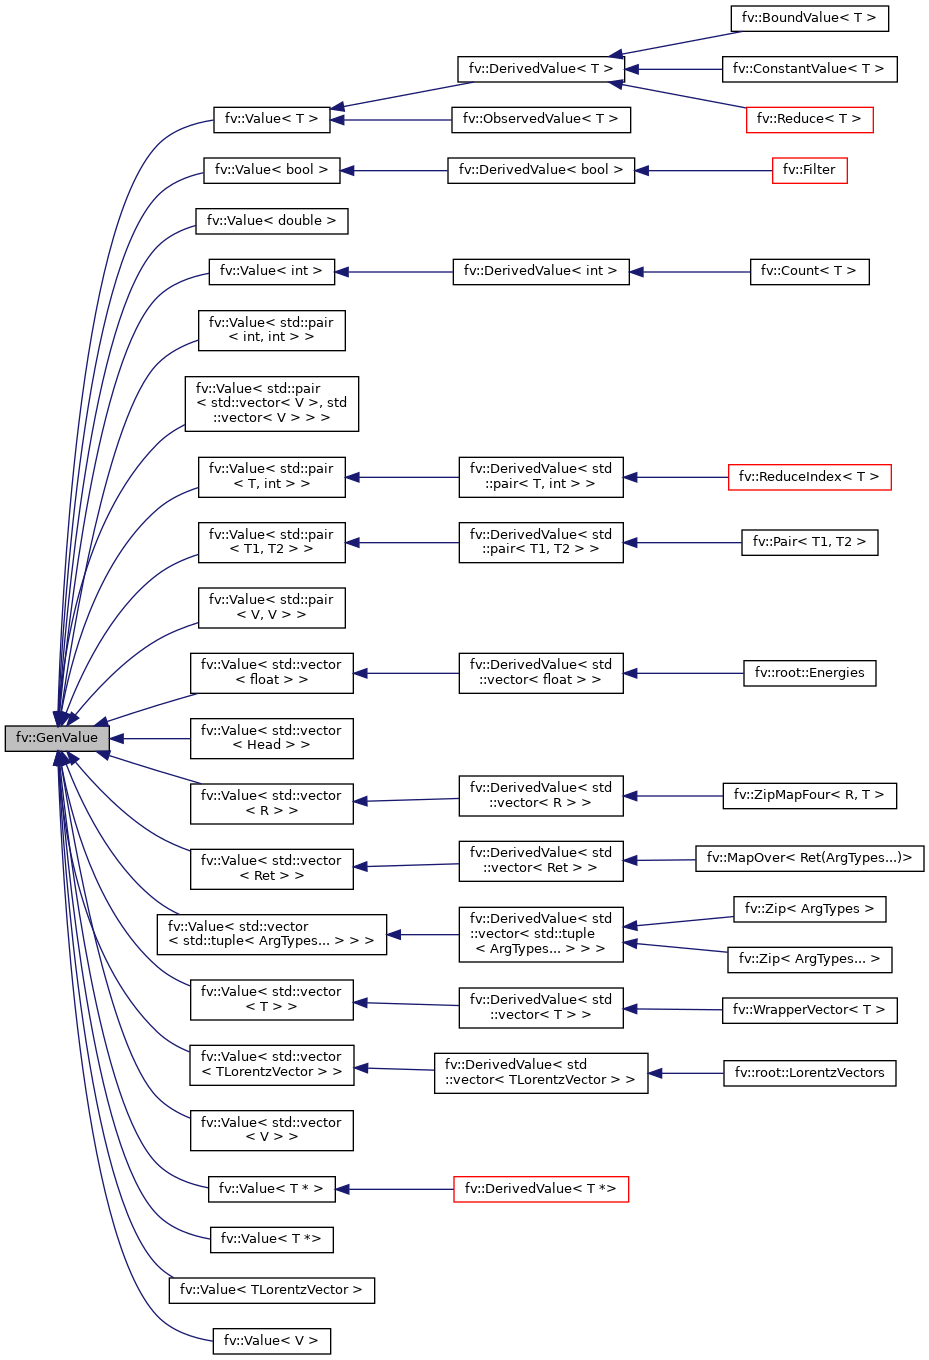 fv::BoundValue< T >
fv::DerivedValue< T >
fv::ConstantValue< T >
fv::Value< T >
fv::ObservedValue< T >
fv::Reduce< T >
fv::Value< bool >
fv::DerivedValue< bool >
fv::Filter
fv::Value< double >
fv::Value< int >
fv::DerivedValue< int >
fv::Count< T >
fv::Value< std::pair
< int, int > >
fv::Value< std::pair
< std::vector< V >, std
::vector< V > > >
fv::Value< std::pair
< T, int > >
fv::DerivedValue< std
::pair< T, int > >
fv::ReduceIndex< T >
fv::Value< std::pair
< T1, T2 > >
fv::DerivedValue< std
::pair< T1, T2 > >
fv::Pair< T1, T2 >
fv::Value< std::pair
< V, V > >
fv::Value< std::vector
< float > >
fv::DerivedValue< std
::vector< float > >
fv::root::Energies
fv::GenValue
fv::Value< std::vector
< Head > >
fv::Value< std::vector
< R > >
fv::DerivedValue< std
::vector< R > >
fv::ZipMapFour< R, T >
fv::Value< std::vector
< Ret > >
fv::DerivedValue< std
::vector< Ret > >
fv::MapOver< Ret(ArgTypes...)>
fv::Value< std::vector
< std::tuple< ArgTypes... > > >
fv::DerivedValue< std
::vector< std::tuple
< ArgTypes... > > >
fv::Zip< ArgTypes >
fv::Zip< ArgTypes... >
fv::Value< std::vector
< T > >
fv::DerivedValue< std
::vector< T > >
fv::WrapperVector< T >
fv::Value< std::vector
< TLorentzVector > >
fv::DerivedValue< std
::vector< TLorentzVector > >
fv::root::LorentzVectors
fv::Value< std::vector
< V > >
fv::Value< T * >
fv::DerivedValue< T *>
fv::Value< T *>
fv::Value< TLorentzVector >
fv::Value< V >